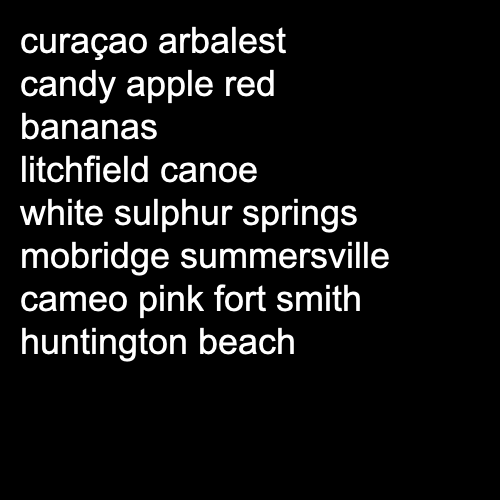 curaçao arbalest
candy apple red
bananas
litchfield canoe
white sulphur springs
mobridge summersville
cameo pink fort smith
huntington beach